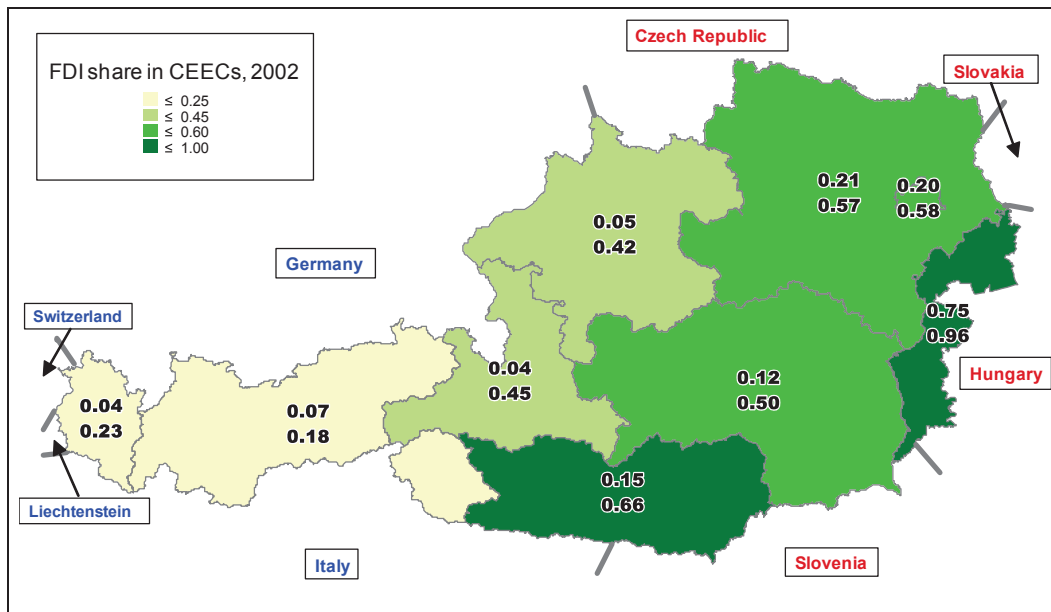 Czech Republic
FDI share in CEECs, 2002
≤ 0.25
≤ 0.45
≤ 0.60
≤ 1.00
Slovakia
0.21
0.57
0.20
0.58
0.05
0.42
Germany
Switzerland
0.75
0.96
Hungary
0.04
0.45
0.12
0.50
0.04
0.23
0.07
0.18
0.15
0.66
Liechtenstein
Italy
Slovenia